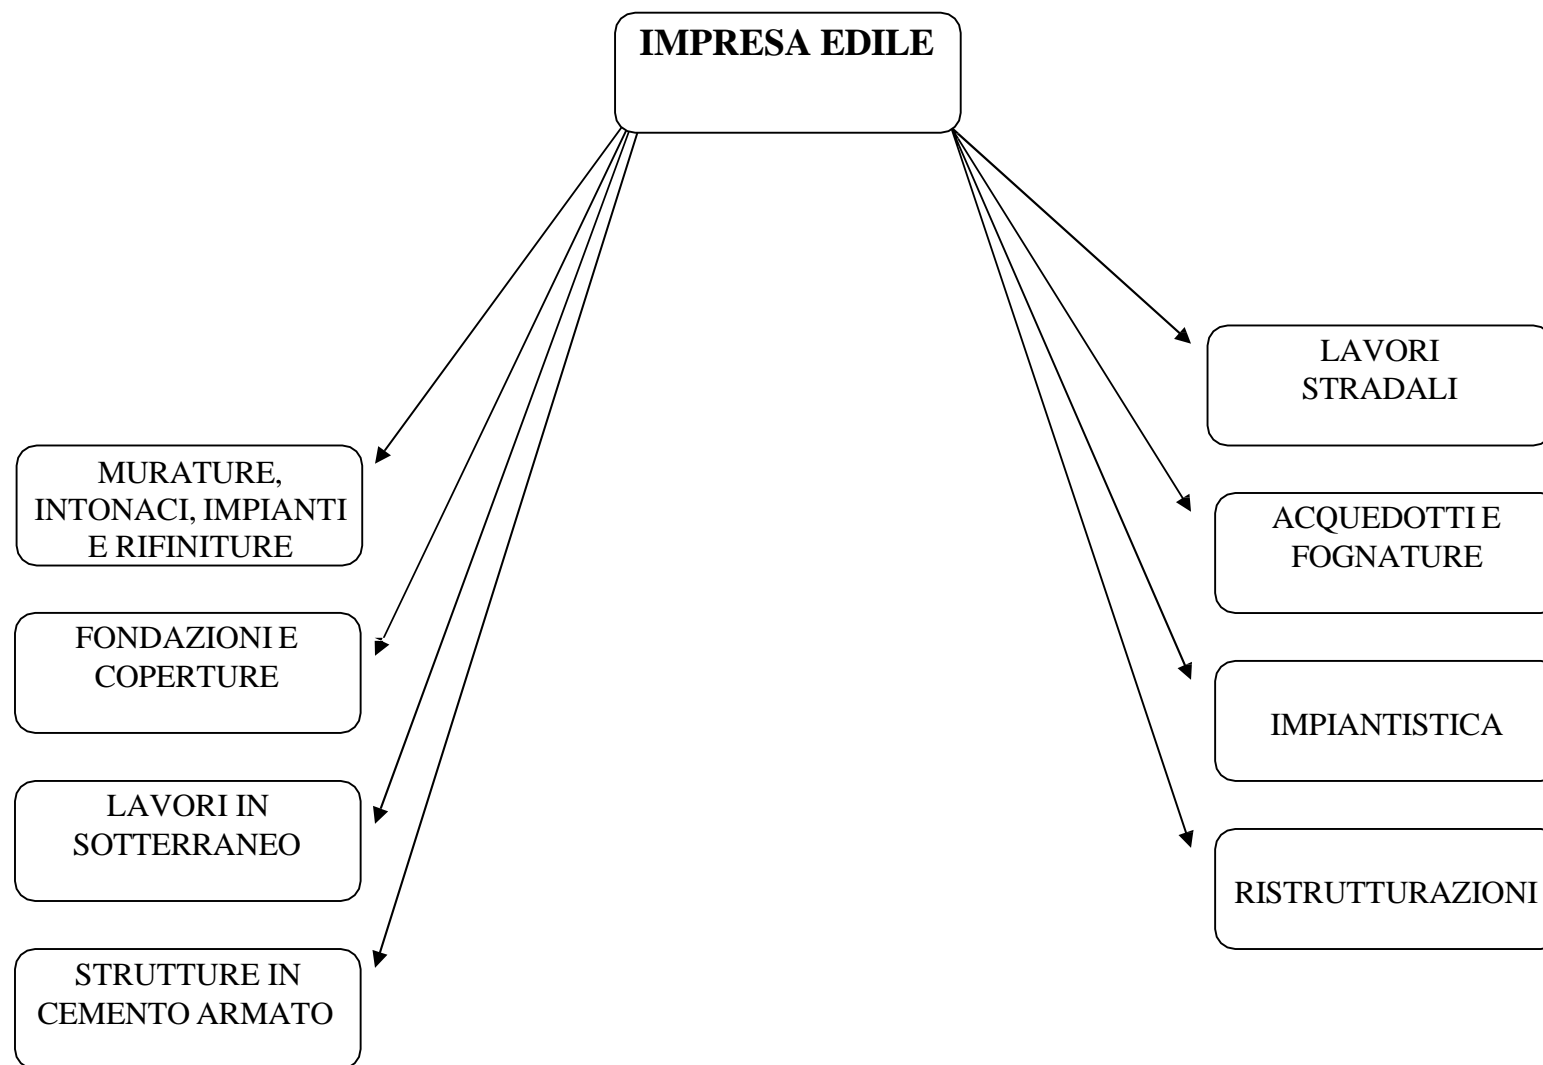 IMPRESA EDILE
MURATURE,
INTONACI, IMPIANTI
E RIFINITURE
FONDAZIONI E
COPERTURE
LAVORI IN
SOTTERRANEO
STRUTTURE IN
CEMENTO ARMATO
LAVORI
STRADALI
ACQUEDOTTI E
FOGNATURE
IMPIANTISTICA
RISTRUTTURAZIONI